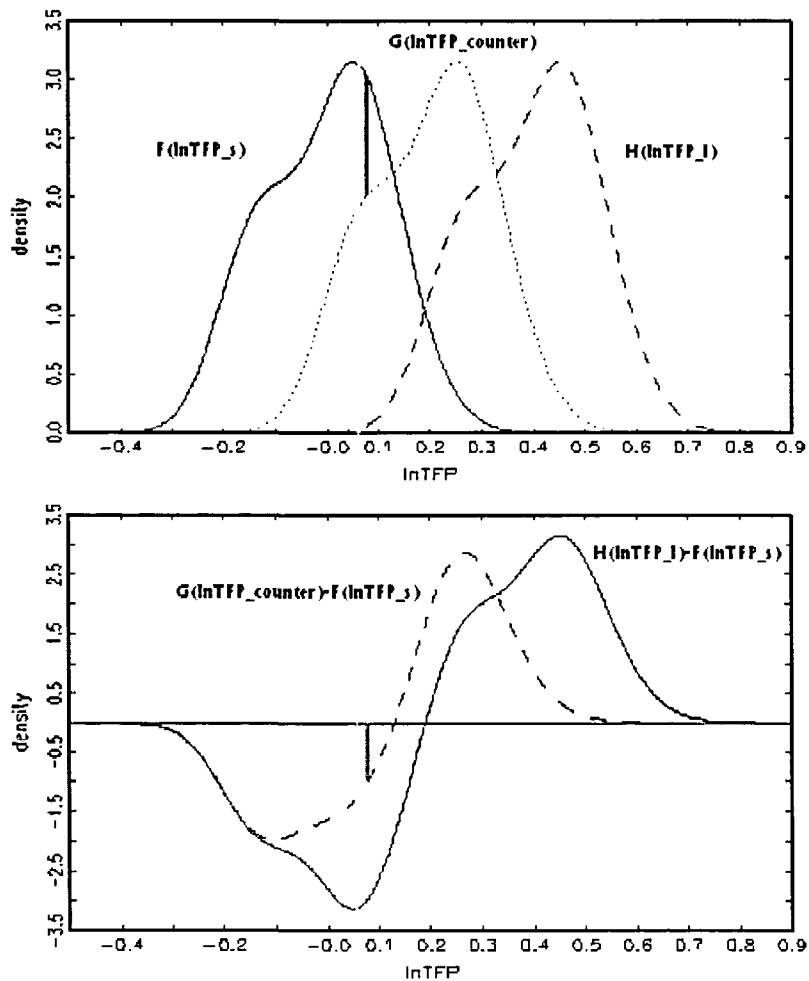 G(lnTFP_counter)
F(lnTFP_s)
H(lnTFP_l)
density
3.5
3.0
2.5
2.0
1.5
1.0
0.5
0.0
-0.4 -0.2 -0.0 0.1 0.2 0.3 0.4 0.5 0.6 0.7 0.8 0.9
lnTFP
H(lnTFP_l)-F(lnTFP_s)
G(lnTFP_counter)-F(lnTFP_s)
density
3.5
2.5
1.5
0.5
-0.5
-1.5
-2.5
-3.5
-0.4 -0.2 -0.0 0.1 0.2 0.3 0.4 0.5 0.6 0.7 0.8 0.9
lnTFP